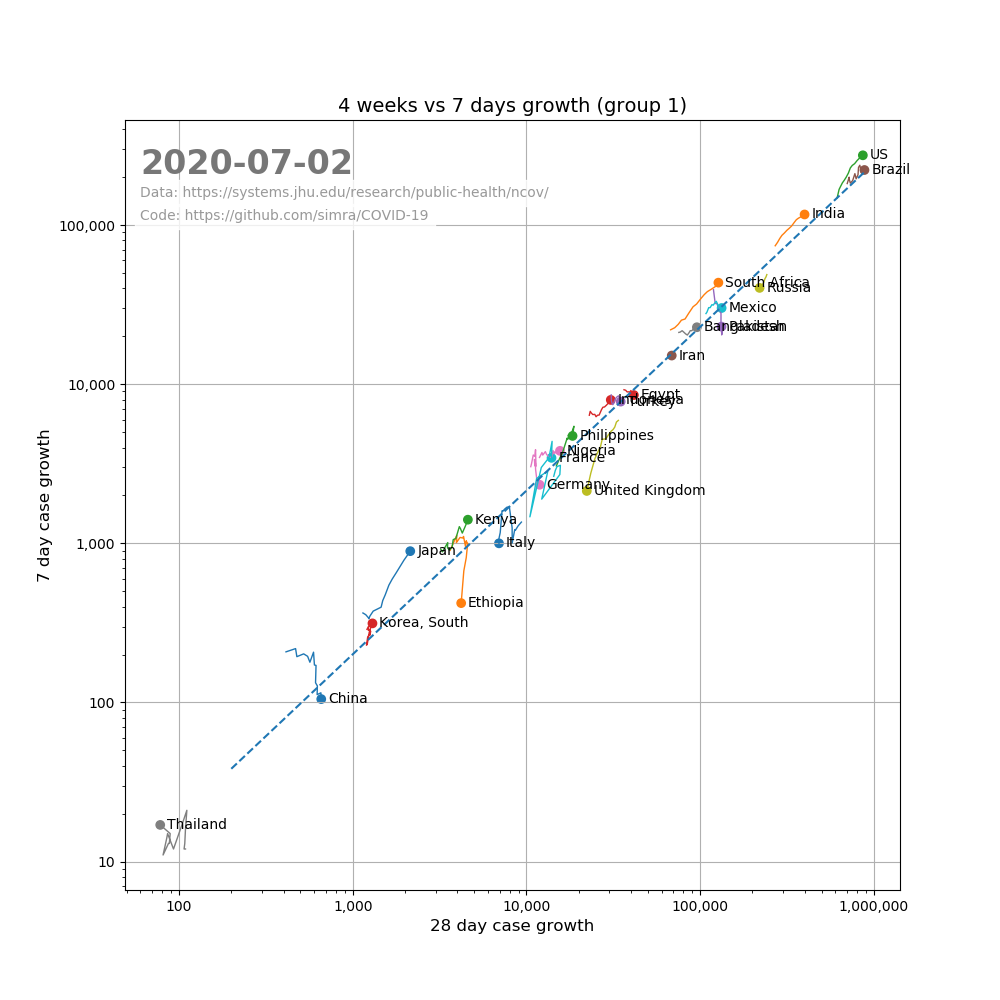 4 weeks vs 7 days growth (group 1)
2020-07-02
Data: https://systems.jhu.edu/research/public-health/ncov/
Code: https://github.com/simra/COVID-19
US
Brazil
India
South Africa
Russia
Mexico
Bangladesh
Pakistan
Iran
Egypt
Indonesia
Turkey
Philippines
Nigeria
France
Germany
United Kingdom
Kenya
Japan
Italy
Ethiopia
Korea, South
China
Thailand
100,000
10,000
1,000
100
10
7 day case growth
100
1,000
10,000
100,000
1,000,000
28 day case growth